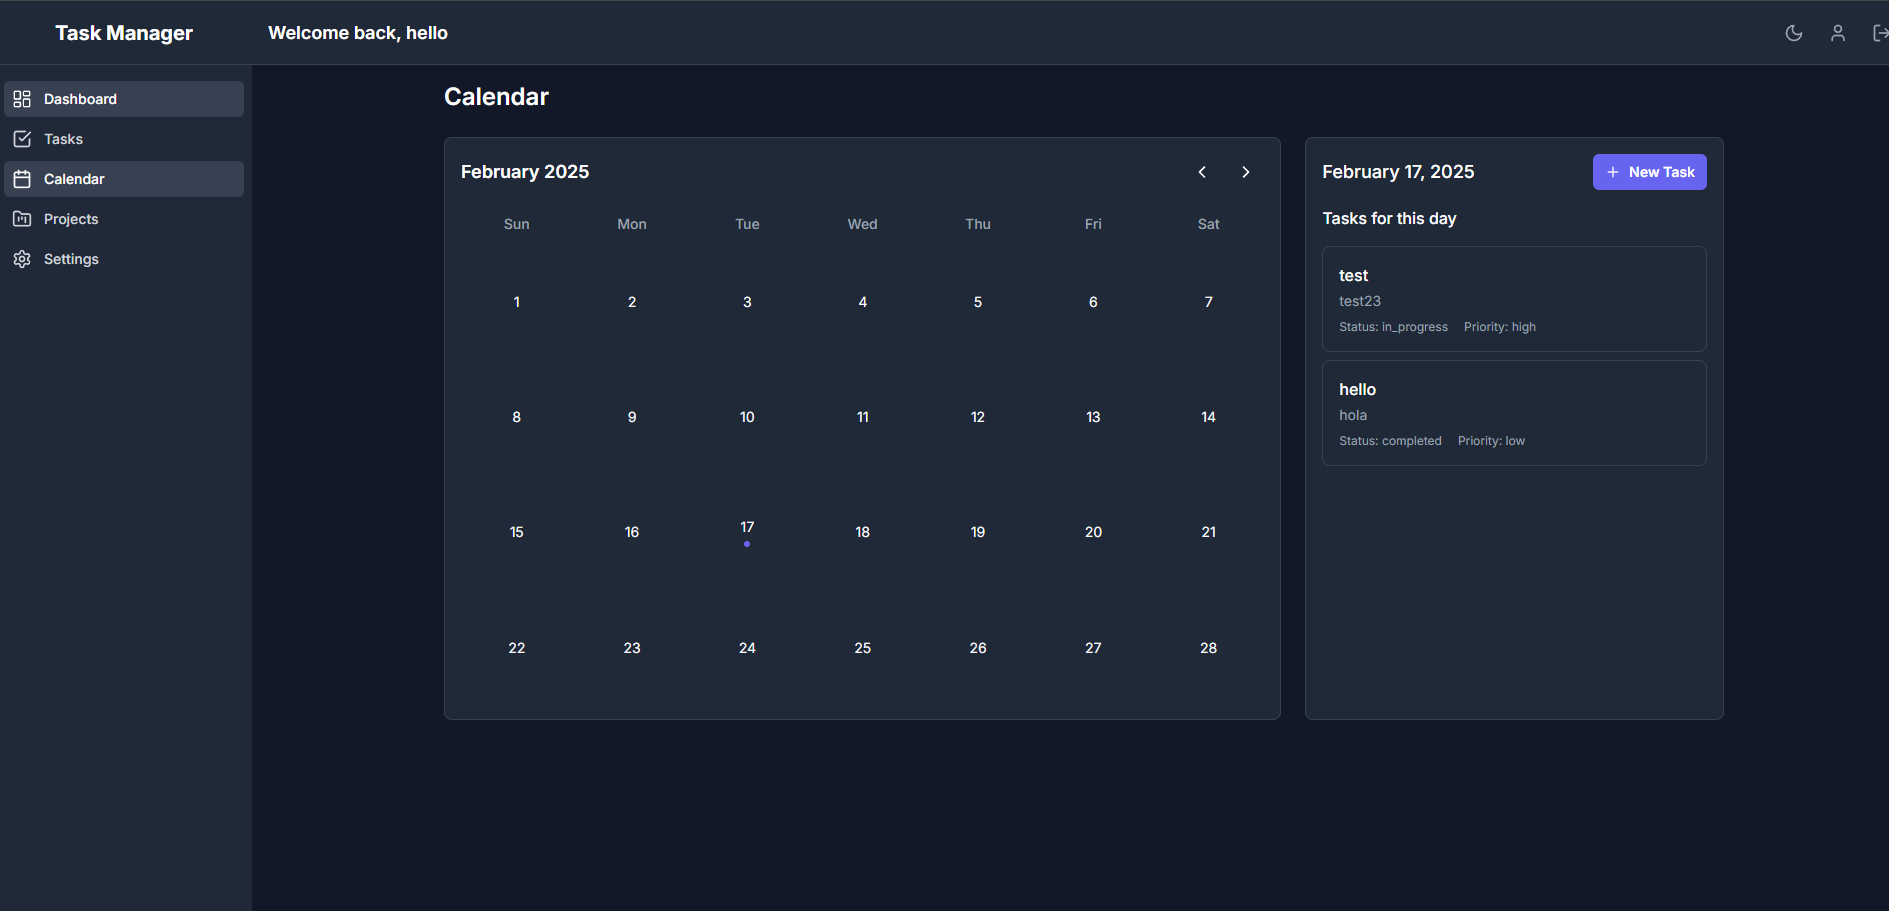 Task Manager
Welcome back, hello
Dashboard
Tasks
Calendar
Projects
Settings
Calendar
February 2025
Sun Mon Tue Wed Thu Fri Sat
1 2 3 4 5 6 7
8 9 10 11 12 13 14
15 16 17 18 19 20 21
22 23 24 25 26 27 28
February 17, 2025
New Task
Tasks for this day
test
test23
Status: in_progress Priority: high
hello
hola
Status: completed Priority: low